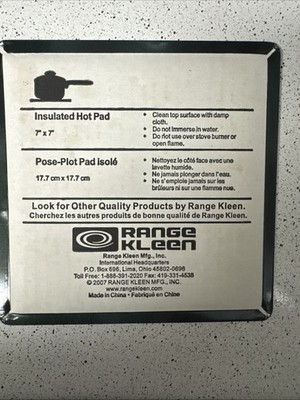 Insulated Hot Pad
7" x 7"
• Clean top surface with damp
cloth.
• Do not immerse in water.
• Do not use over stove burner or
open flame.
Pose-Plot Pad isolé
17.7 cm x 17.7 cm
• Nettoyez le côté face avec une
lavette humide.
• Ne jamais plonger dans l'eau.
• Ne s'emploie jamais sur les
brûleurs ni sur une flamme nue.
Look for Other Quality Products by Range Kleen.
Cherchez les autres produits de bonne qualité de Range Kleen.
RANGE
KLEEN
Range Kleen Mfg., Inc.
International Headquarters
P.O. Box 696, Lima, Ohio 45802-0696
Toll Free: 1-888-391-2020 Fax: 419-331-4538
© 2007 RANGE KLEEN MFG., INC.
www.rangekleen.com
Made in China • Fabriqué en Chine